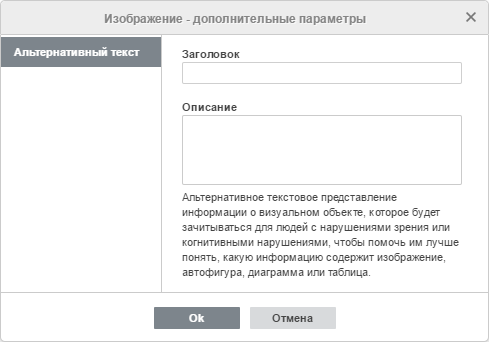 Изображение - дополнительные параметры
Альтернативный текст
Заголовок
Описание
Альтернативное текстовое представление
информации о визуальном объекте, которое будет
зачитываться для людей с нарушениями зрения или
когнитивными нарушениями, чтобы помочь им лучше
понять, какую информацию содержит изображение,
автофигура, диаграмма или таблица.
Ok
Отмена